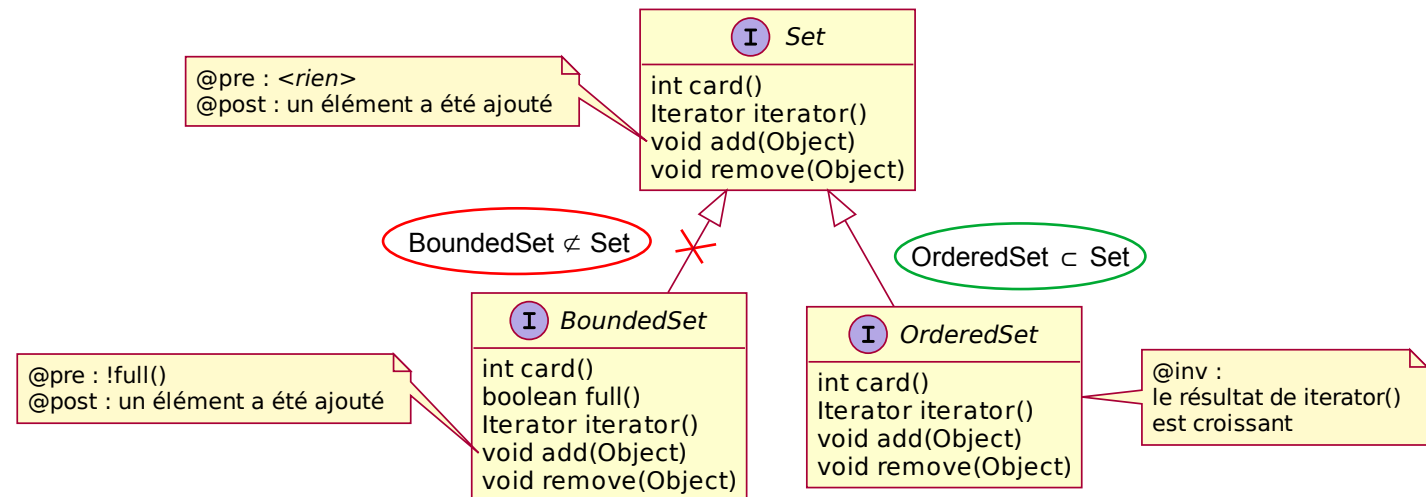 I Set
@pre : <rien>
@post : un élément a été ajouté
int card()
Iterator iterator()
void add(Object)
void remove(Object)
BoundedSet ⊄ Set
OrderedSet ⊂ Set
I BoundedSet
@pre : !full()
@post : un élément a été ajouté
int card()
boolean full()
Iterator iterator()
void add(Object)
void remove(Object)
I OrderedSet
int card()
Iterator iterator()
void add(Object)
void remove(Object)
@inv :
le résultat de iterator()
est croissant